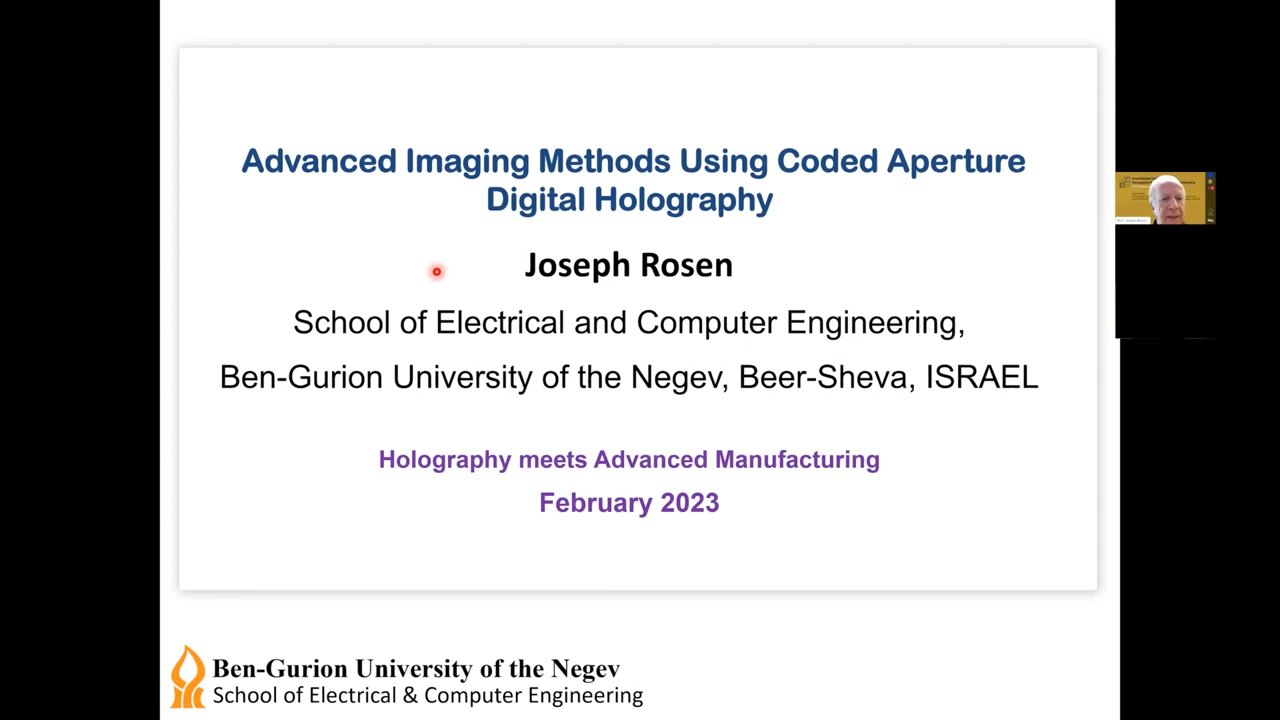 Advanced Imaging Methods Using Coded Aperture
Digital Holography
Joseph Rosen
School of Electrical and Computer Engineering,
Ben-Gurion University of the Negev, Beer-Sheva, ISRAEL
Holography meets Advanced Manufacturing
February 2023
Ben-Gurion University of the Negev
School of Electrical & Computer Engineering